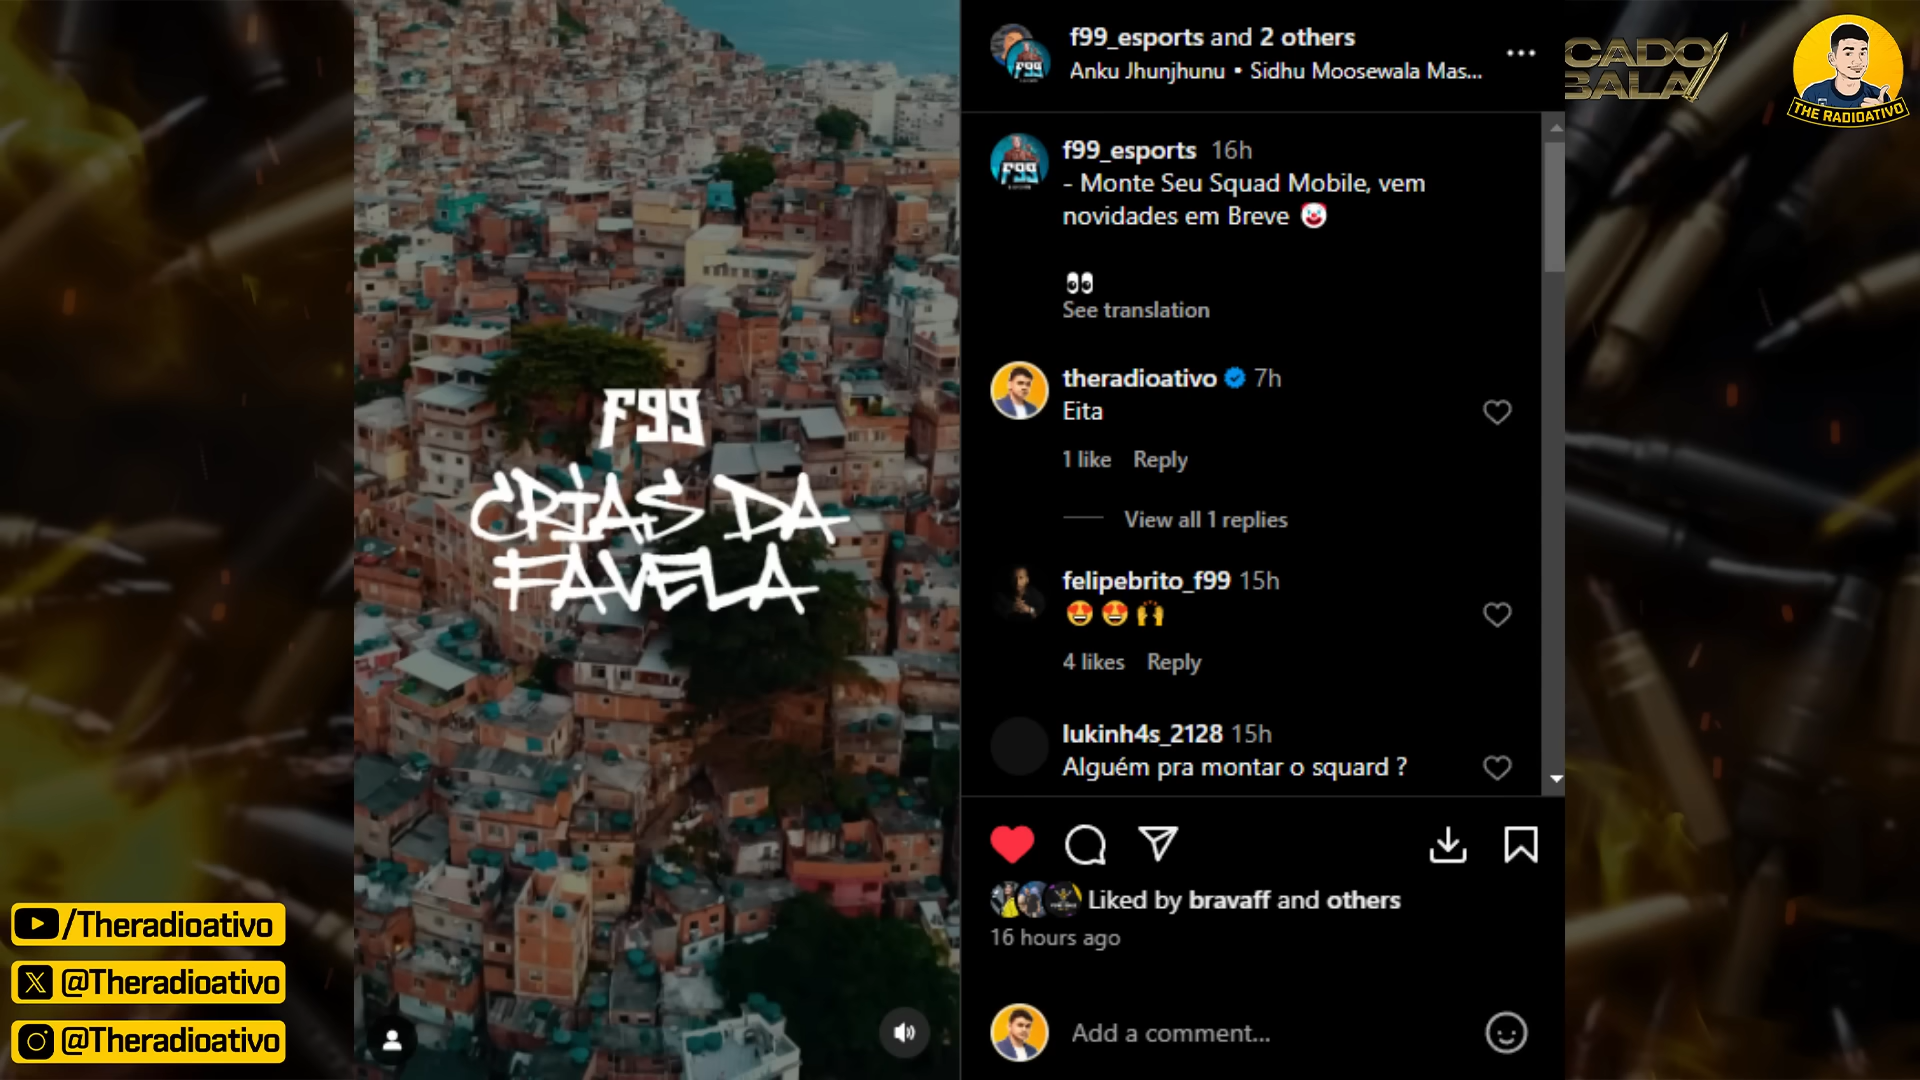 F99
CRIAS DA
FAVELA
f99_esports and 2 others
Anku Jhunjhunu • Sidhu Moosewala Mas...
f99_esports 16h
- Monte Seu Squad Mobile, vem
novidades em Breve 🤡
👀
See translation
theradioativo 7h
Eita
1 like Reply
View all 1 replies
felipebrito_f99 15h
😍 😍 🙌
4 likes Reply
lukinh4s_2128 15h
Alguém pra montar o squard ?
Liked by bravaff and others
16 hours ago
Add a comment...
CADO
BALA
THE RADIOATIVO
/Theradioativo
@Theradioativo
@Theradioativo